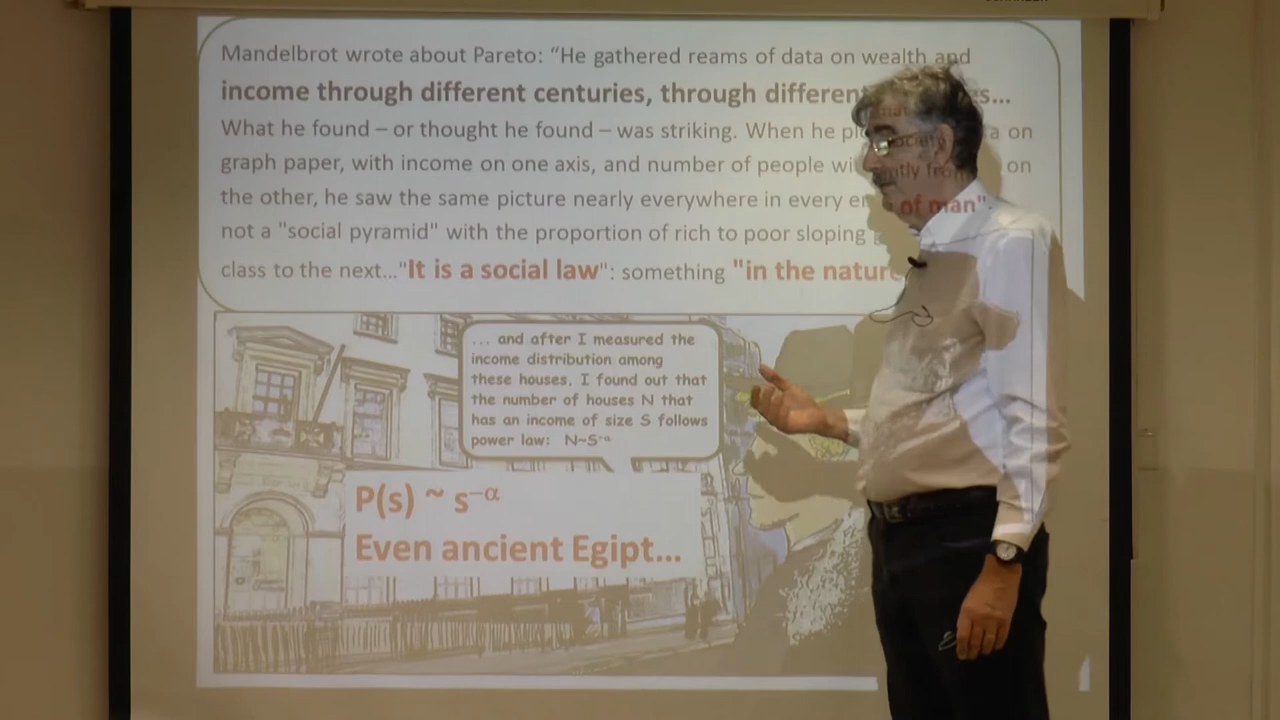 Mandelbrot wrote about Pareto: “He gathered reams of data on wealth and
income through different centuries, through different s...
What he found – or thought he found – was striking. When he on
graph paper, with income on one axis, and number of people on
the other, he saw the same picture nearly everywhere in every of man".
not a "social pyramid" with the proportion of rich to poor sloping
class to the next..."It is a social law": something "in the nature
... and after I measured the
income distribution among
these houses, I found out that
the number of houses N that
has an income of size S follows
power law: N~S⁻ᵅ
P(s) ~ s⁻ᵅ
Even ancient Egipt...